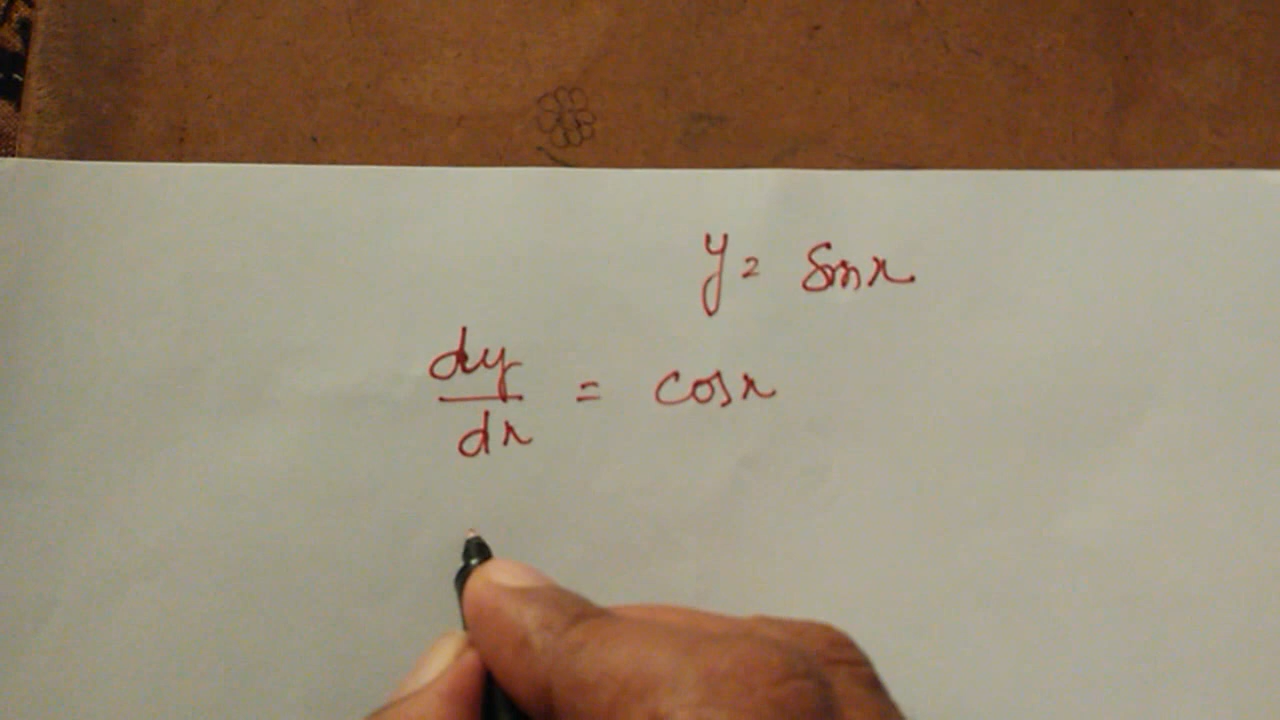 y = sinx
dy/dx = cosx